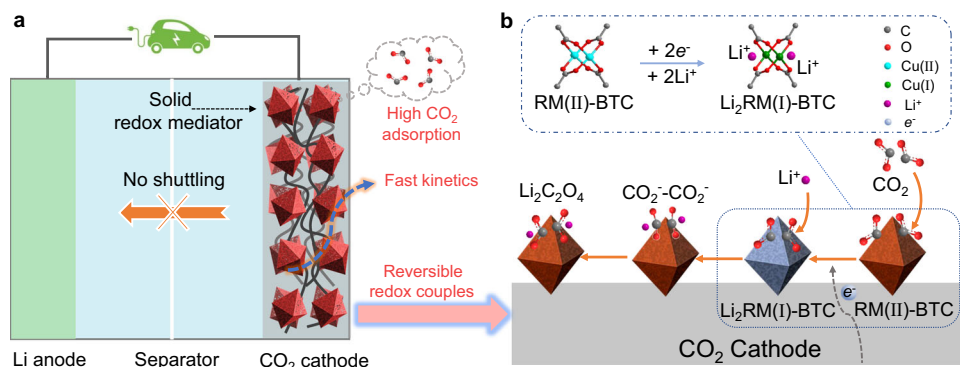 a
Solid
redox mediator
No shuttling
Li anode
Separator
CO₂ cathode
High CO₂
adsorption
Fast kinetics
Reversible
redox couples
b
RM(II)-BTC
+ 2e⁻
+ 2Li⁺
Li⁺
Li⁺
Li₂RM(I)-BTC
C
O
Cu(II)
Cu(I)
Li⁺
e⁻
Li₂C₂O₄
CO₂⁻-CO₂⁻
Li⁺
CO₂
e⁻
Li₂RM(I)-BTC
RM(II)-BTC
CO₂ Cathode